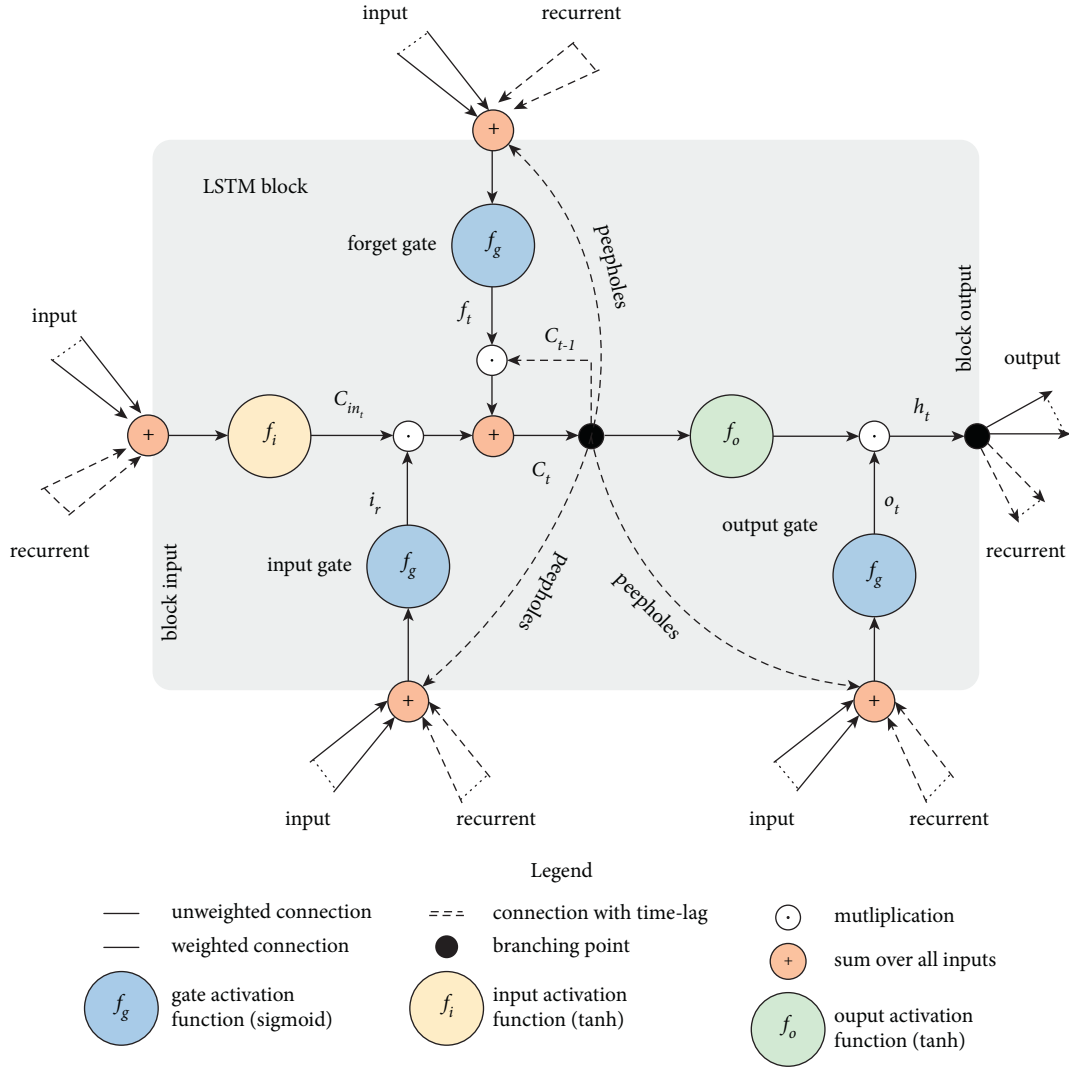 input
recurrent
+
LSTM block
forget gate
f_g
peepholes
f_t
C_{t-1}
block output
input
output
C_{in_t}
h_t
+
f_i
+
f_o
C_t
recurrent
i_r
o_t
output gate
recurrent
input gate
f_g
f_g
block input
peepholes
peepholes
+
+
input
recurrent
input
recurrent
Legend
unweighted connection
connection with time-lag
mutliplication
weighted connection
branching point
+
sum over all inputs
f_g
gate activation
function (sigmoid)
f_i
input activation
function (tanh)
f_o
ouput activation
function (tanh)